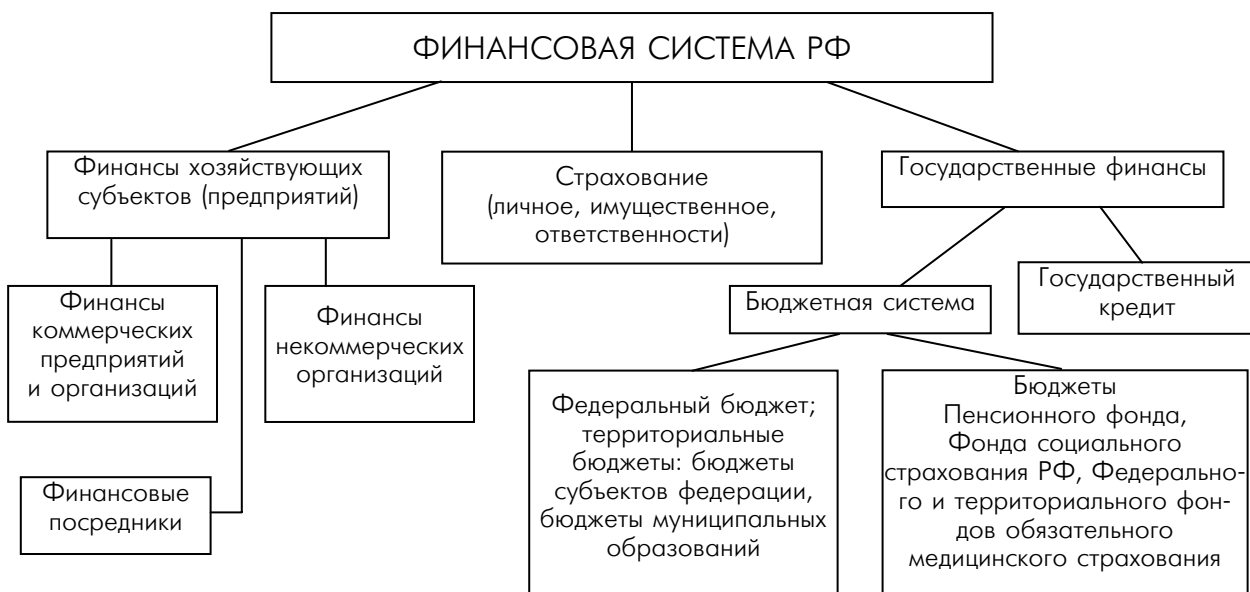 ФИНАНСОВАЯ СИСТЕМА РФ
Финансы хозяйствующих
субъектов (предприятий)
Страхование
(личное, имущественное,
ответственности)
Государственные финансы
Финансы
коммерческих
предприятий
и организаций
Финансы
некоммерческих
организаций
Финансовые
посредники
Бюджетная система
Государственный
кредит
Федеральный бюджет;
территориальные
бюджеты: бюджеты
субъектов федерации,
бюджеты муниципальных
образований
Бюджеты
Пенсионного фонда,
Фонда социального
страхования РФ, Федерально-
го и территориального фон-
дов обязательного
медицинского страхования